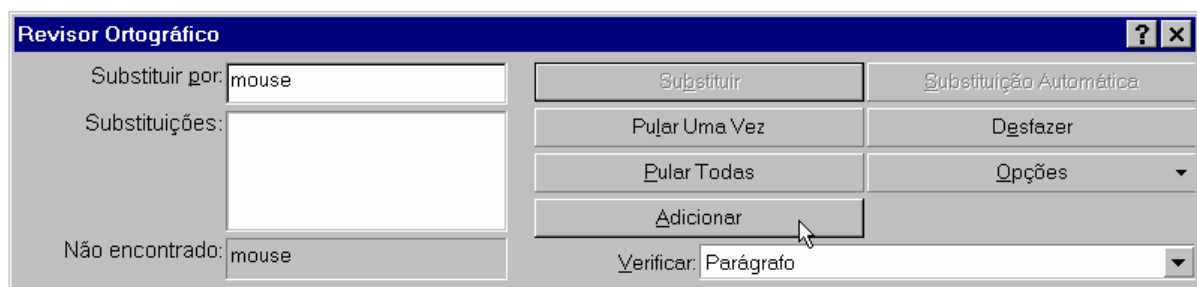 Revisor Ortográfico ? ×
Substituir por: mouse
Substituir
Substituição Automática
Substituições:
Pular Uma Vez
Desfazer
Pular Todas
Opções
Adicionar
Não encontrado: mouse
Verificar: Parágrafo